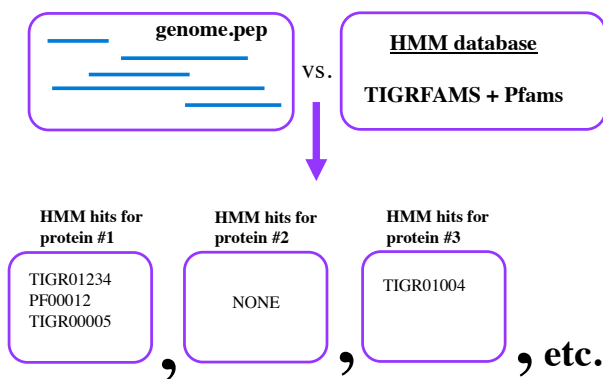 genome.pep
vs.
HMM database
TIGRFAMS + Pfams
HMM hits for
protein #1
TIGR01234
PF00012
TIGR00005
,
HMM hits for
protein #2
NONE
,
HMM hits for
protein #3
TIGR01004
, etc.